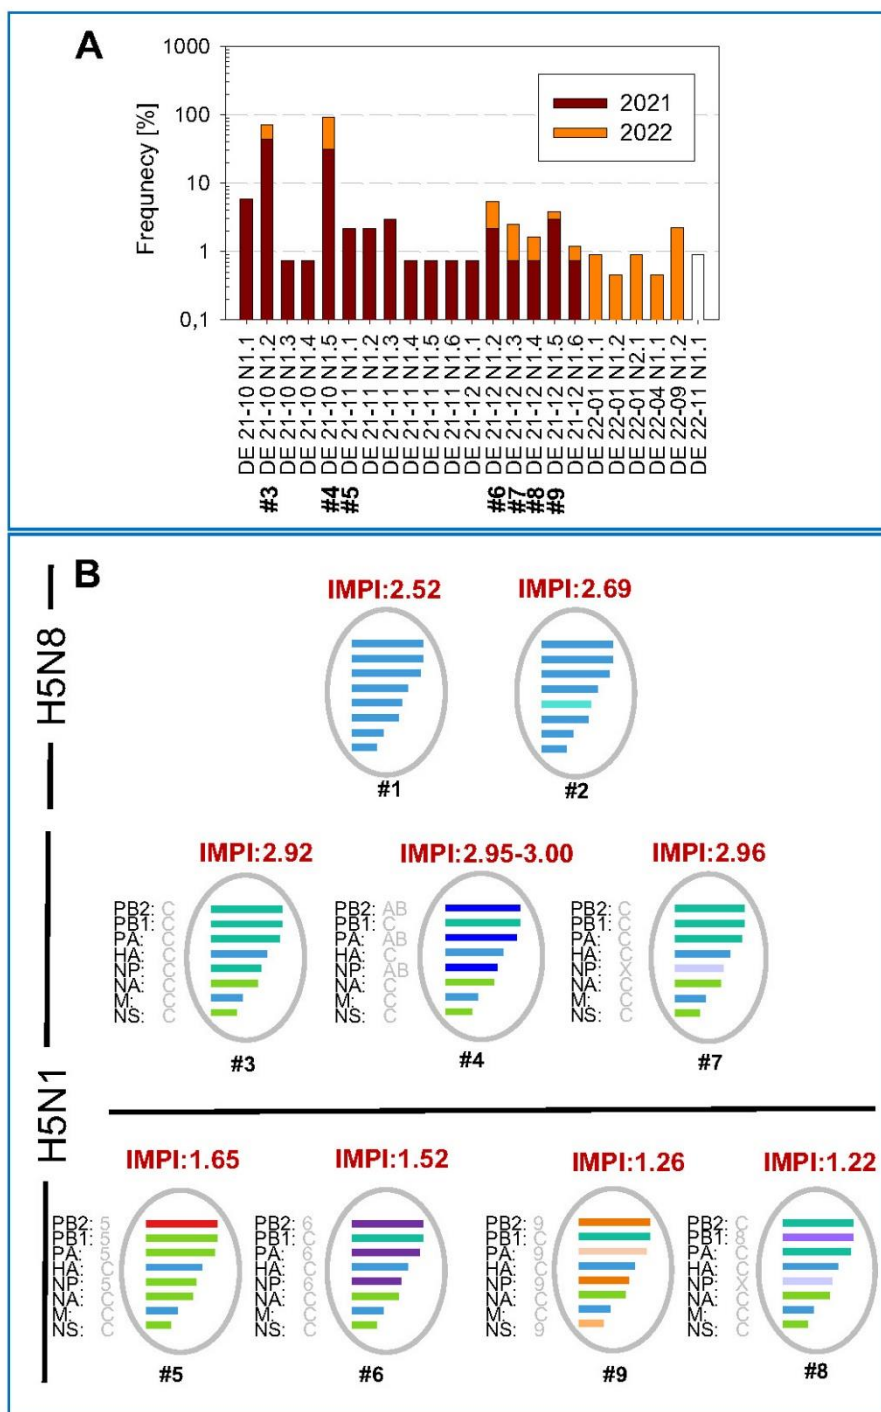 A
1000
100
10
1
0,1
Frequnecy [%]
2021
2022
DE 21-10 N1.1
DE 21-10 N1.2
DE 21-10 N1.3
DE 21-10 N1.4
DE 21-10 N1.5
DE 21-11 N1.1
DE 21-11 N1.2
DE 21-11 N1.3
DE 21-11 N1.4
DE 21-11 N1.5
DE 21-11 N1.6
DE 21-12 N1.1
DE 21-12 N1.2
DE 21-12 N1.3
DE 21-12 N1.4
DE 21-12 N1.5
DE 21-12 N1.6
DE 22-01 N1.1
DE 22-01 N1.2
DE 22-01 N2.1
DE 22-04 N1.1
DE 22-09 N1.2
DE 22-11 N1.1
#3
#4
#5
#6
#7
#8
#9
B
H5N8
IMPI:2.52
#1
IMPI:2.69
#2
H5N1
IMPI:2.92
PB2: C
PB1: C
PA: C
HA: C
NP: C
NA: C
M: C
NS: C
#3
IMPI:2.95-3.00
PB2: AB
PB1: C
PA: AB
HA: C
NP: AB
NA: C
M: C
NS: C
#4
IMPI:2.96
PB2: C
PB1: C
PA: C
HA: C
NP: X
NA: C
M: C
NS: C
#7
IMPI:1.65
PB2: 5
PB1: 5
PA: 5
HA: C
NP: 5
NA: C
M: C
NS: C
#5
IMPI:1.52
PB2: 6
PB1: C
PA: 6
HA: C
NP: 6
NA: C
M: C
NS: C
#6
IMPI:1.26
PB2: 9
PB1: C
PA: 9
HA: C
NP: 9
NA: C
M: C
NS: 9
#9
IMPI:1.22
PB2: C
PB1: 8
PA: C
HA: C
NP: X
NA: C
M: C
NS: C
#8